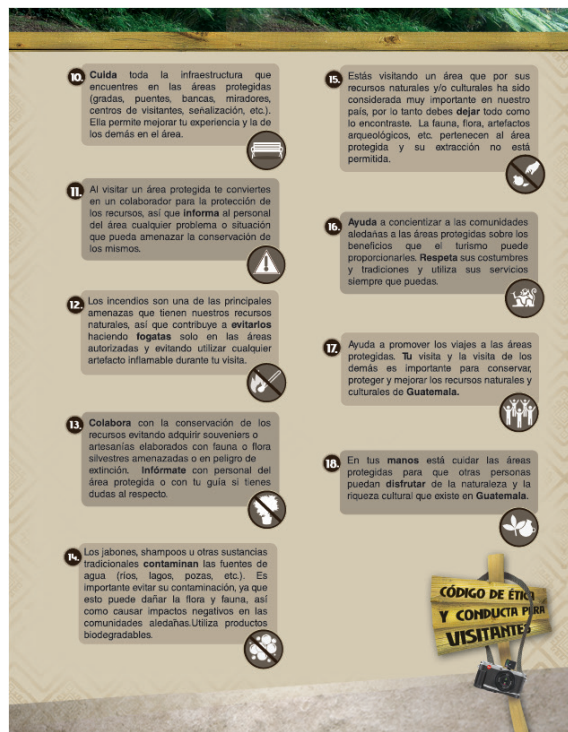 10. Cuida toda la infraestructura que
encuentres en las áreas protegidas
(gradas, puentes, bancas, miradores,
centros de visitantes, señalización, etc.).
Ella permite mejorar tu experiencia y la de
los demás en el área.
11. Al visitar un área protegida te conviertes
en un colaborador para la protección de
los recursos, así que informa al personal
del área cualquier problema o situación
que pueda amenazar la conservación de
los mismos.
12. Los incendios son una de las principales
amenazas que tienen nuestros recursos
naturales, así que contribuye a evitarlos
haciendo fogatas solo en las áreas
autorizadas y evitando utilizar cualquier
artefacto inflamable durante tu visita.
13. Colabora con la conservación de los
recursos evitando adquirir souveniers o
artesanías elaborados con fauna o flora
silvestres amenazadas o en peligro de
extinción. Infórmate con personal del
área protegida o con tu guía si tienes
dudas al respecto.
14. Los jabones, shampoos u otras sustancias
tradicionales contaminan las fuentes de
agua (ríos, lagos, pozas, etc.). Es
importante evitar su contaminación, ya que
esto puede dañar la flora y fauna, así
como causar impactos negativos en las
comunidades aledañas.Utiliza productos
biodegradables.
15. Estás visitando un área que por sus
recursos naturales y/o culturales ha sido
considerada muy importante en nuestro
país, por lo tanto debes dejar todo como
lo encontraste. La fauna, flora, artefactos
arqueológicos, etc. pertenecen al área
protegida y su extracción no está
permitida.
16. Ayuda a concientizar a las comunidades
aledañas a las áreas protegidas sobre los
beneficios que el turismo puede
proporcionarles. Respeta sus costumbres
y tradiciones y utiliza sus servicios
siempre que puedas.
17. Ayuda a promover los viajes a las áreas
protegidas. Tu visita y la visita de los
demás es importante para conservar,
proteger y mejorar los recursos naturales y
culturales de Guatemala.
18. En tus manos está cuidar las áreas
protegidas para que otras personas
puedan disfrutar de la naturaleza y la
riqueza cultural que existe en Guatemala.
CÓDIGO DE ÉTICA
Y CONDUCTA PARA
VISITANTES